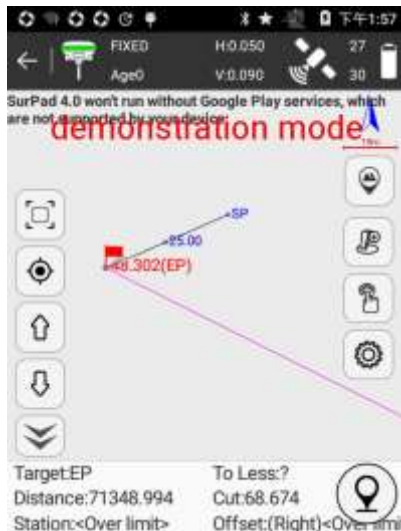 下午1:57
FIXED H:0.050 27
Age0 V:0.090 30
SurPad 4.0 won't run without Google Play services, which
are not supported by your device.
demonstration mode
SP
25.00
48.302(EP)
Target:EP To Less:?
Distance:71348.994 Cut:68.674
Station:<Over limit> Offset:(Right)<Over limit